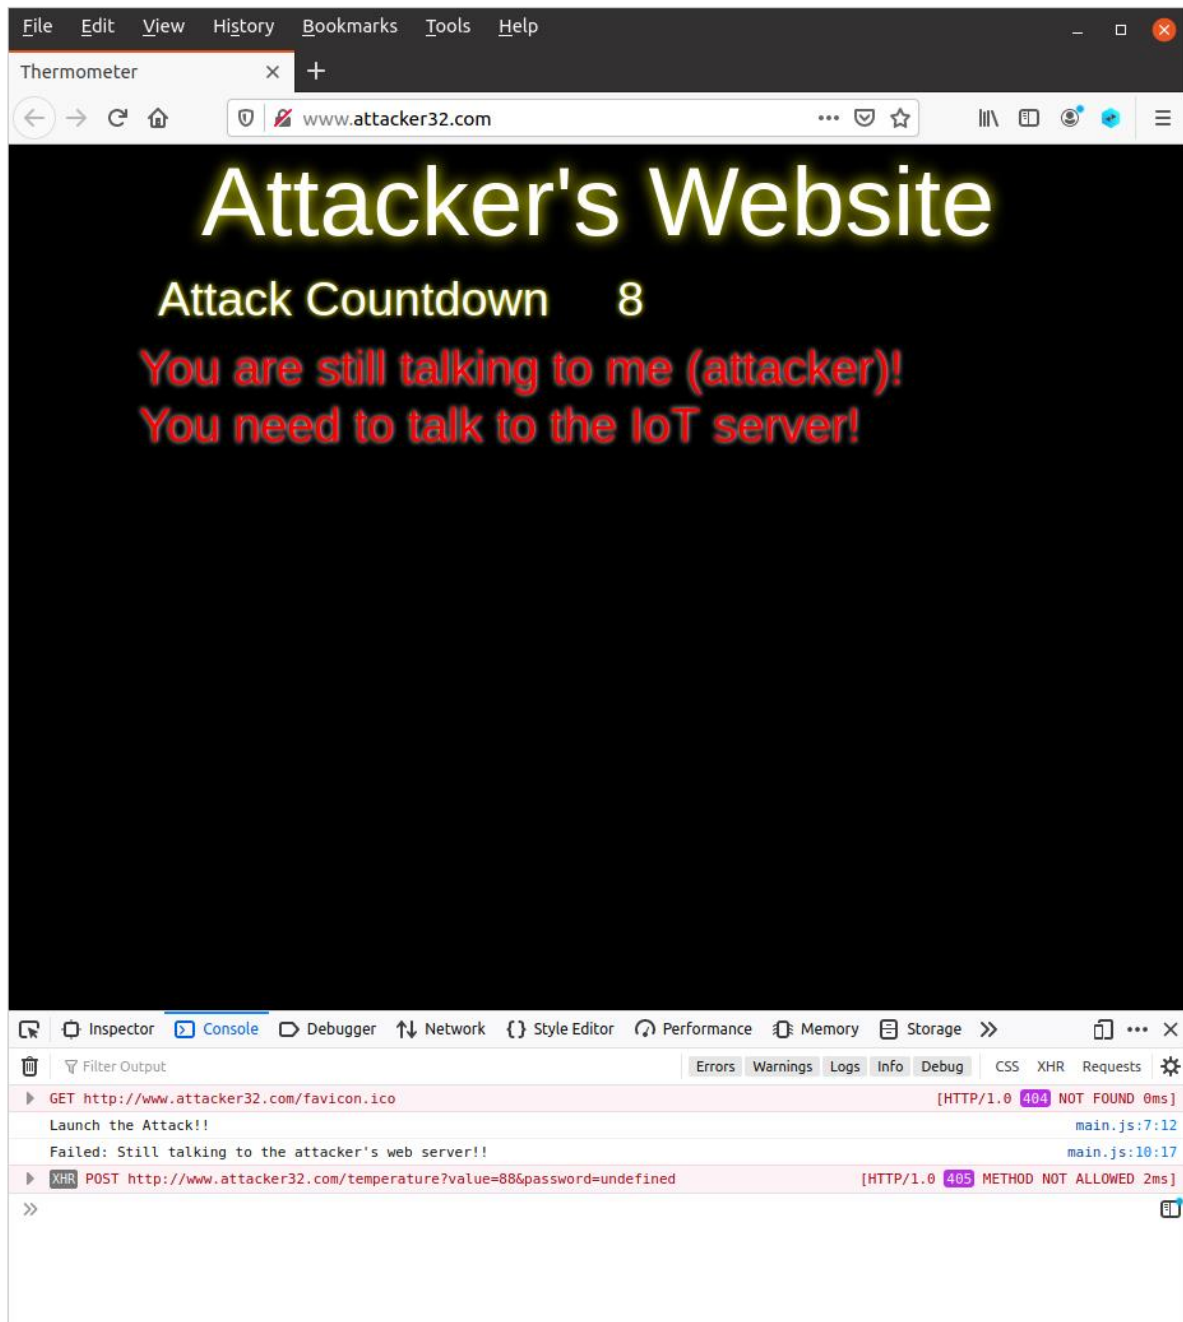 File Edit View History Bookmarks Tools Help
Thermometer
www.attacker32.com
Attacker's Website
Attack Countdown 8
You are still talking to me (attacker)!
You need to talk to the IoT server!
Inspector Console Debugger Network Style Editor Performance Memory Storage
Filter Output Errors Warnings Logs Info Debug CSS XHR Requests
GET http://www.attacker32.com/favicon.ico [HTTP/1.0 404 NOT FOUND 0ms]
Launch the Attack!! main.js:7:12
Failed: Still talking to the attacker's web server!! main.js:10:17
XHR POST http://www.attacker32.com/temperature?value=88&password=undefined [HTTP/1.0 405 METHOD NOT ALLOWED 2ms]